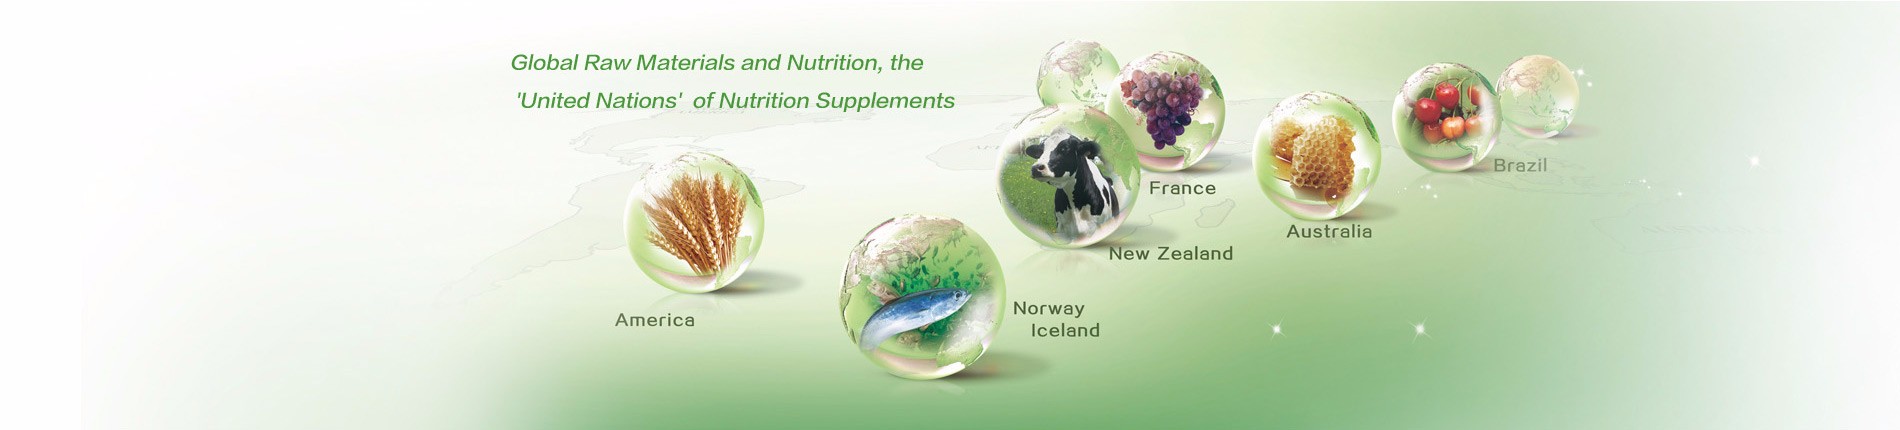 Global Raw Materials and Nutrition, the
'United Nations' of Nutrition Supplements
Brazil
France
Australia
New Zealand
Norway
Iceland
America